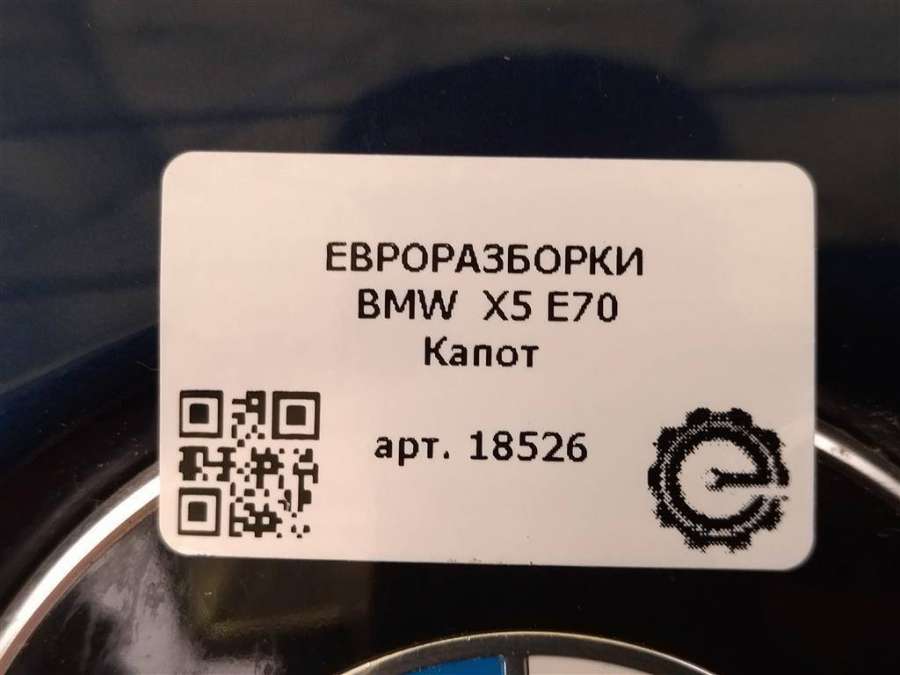 ЕВРОРАЗБОРКИ
BMW X5 E70
Капот
арт. 18526